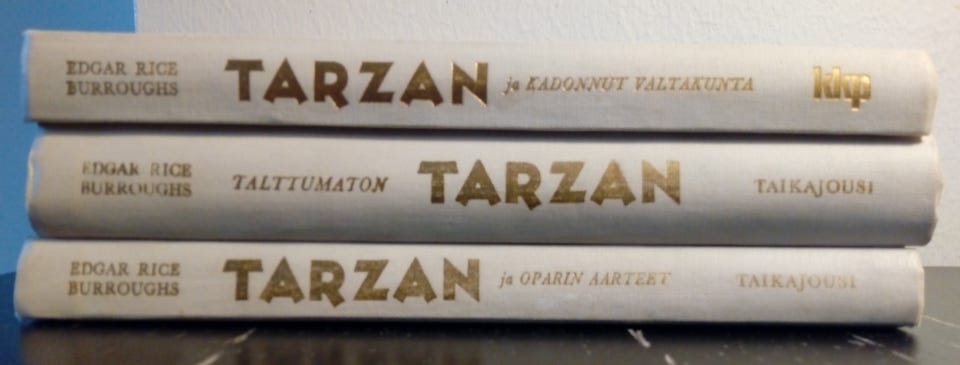 EDGAR RICE
BURROUGHS
TARZAN ja KADONNUT VALTAKUNTA
kkp
EDGAR RICE
BURROUGHS
TALTTUMATON TARZAN
TAIKAJOUSI
EDGAR RICE
BURROUGHS
TARZAN ja OPARIN AARTEET
TAIKAJOUSI